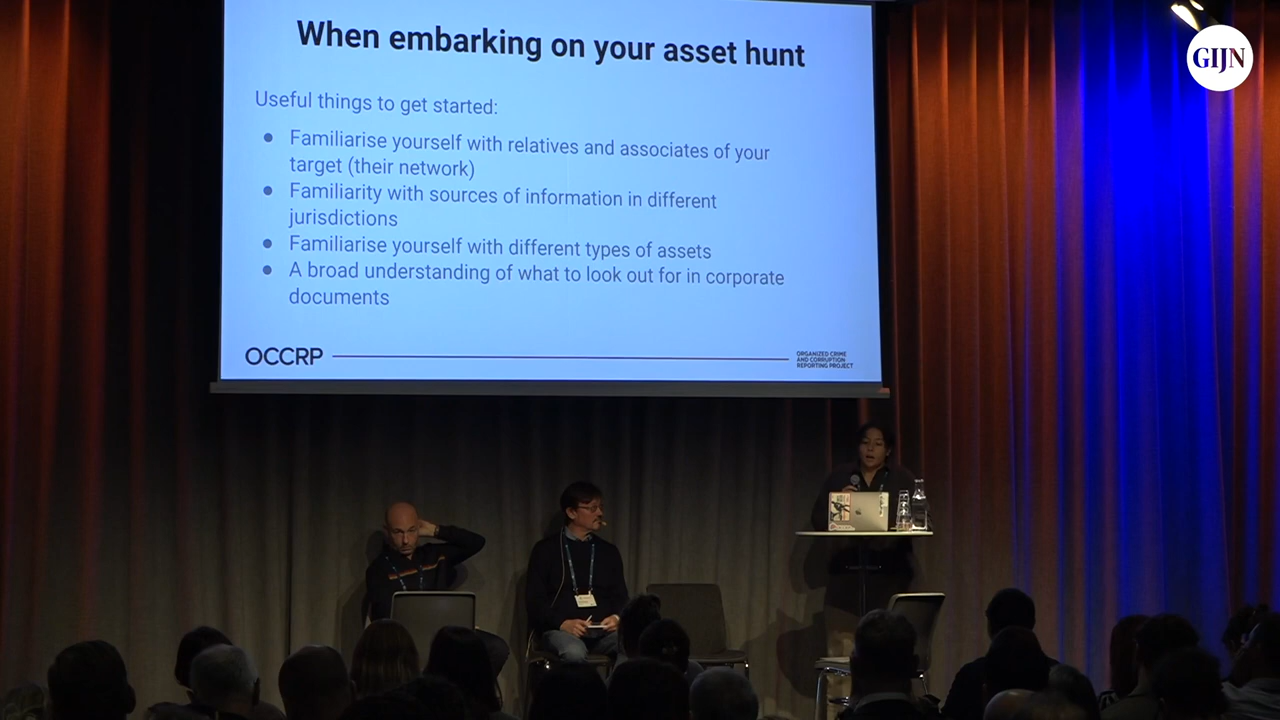 When embarking on your asset hunt
GIJN
Useful things to get started:
● Familiarise yourself with relatives and associates of your
target (their network)
● Familiarity with sources of information in different
jurisdictions
● Familiarise yourself with different types of assets
● A broad understanding of what to look out for in corporate
documents
OCCRP
ORGANIZED CRIME
AND CORRUPTION
REPORTING PROJECT